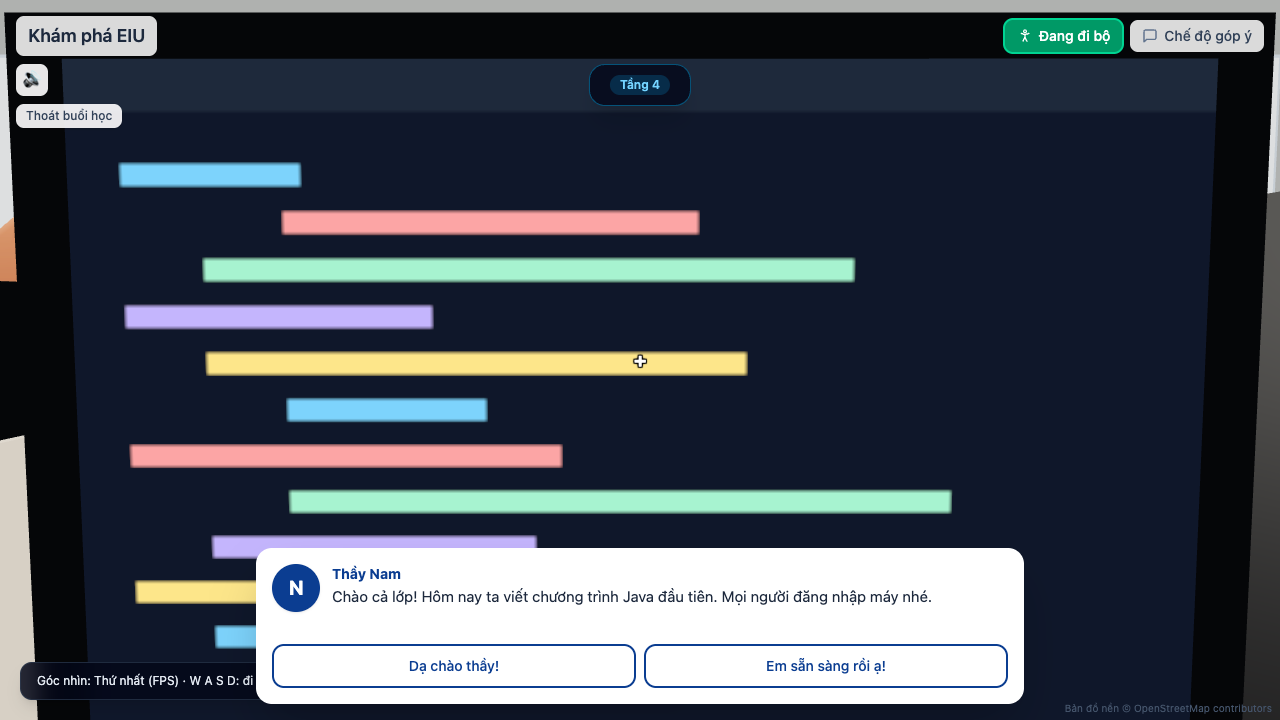 Khám phá EIU
Đang đi bộ
Chế độ góp ý
Tầng 4
Thoát buổi học
N
Thầy Nam
Chào cả lớp! Hôm nay ta viết chương trình Java đầu tiên. Mọi người đăng nhập máy nhé.
Dạ chào thầy!
Em sẵn sàng rồi ạ!
Góc nhìn: Thứ nhất (FPS) · W A S D: đi
Bản đồ nền © OpenStreetMap contributors